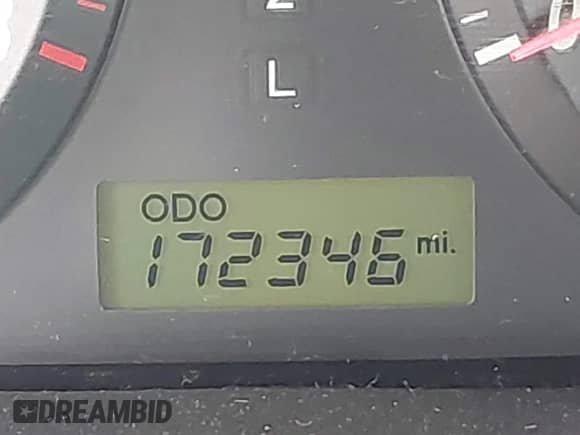 2
L
ODO
172346 mi.
DREAMBID